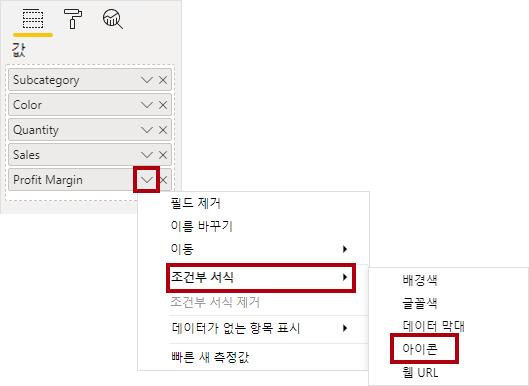 값
Subcategory
Color
Quantity
Sales
Profit Margin
필드 제거
이름 바꾸기
이동
조건부 서식
조건부 서식 제거
데이터가 없는 항목 표시
빠른 새 측정값
배경색
글꼴색
데이터 막대
아이콘
웹 URL